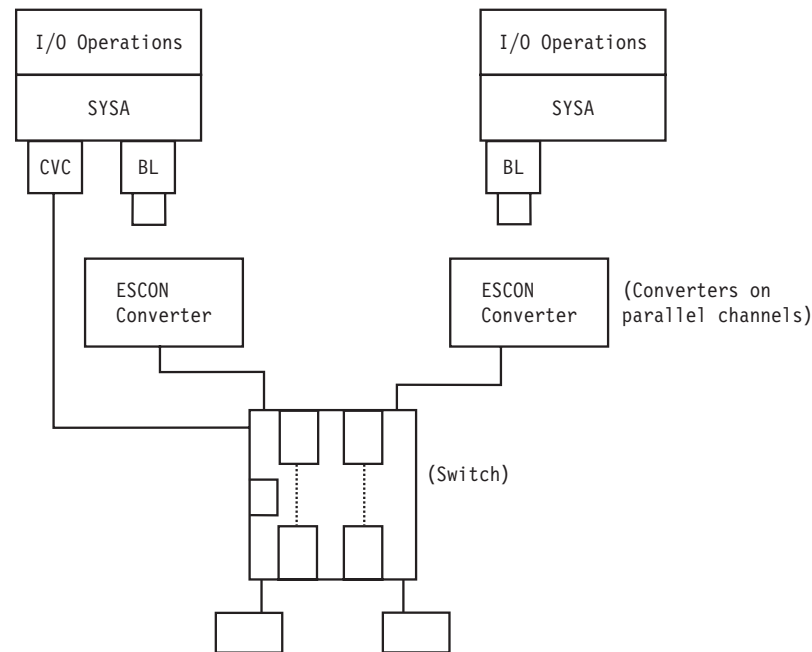 I/O Operations
SYSA
CVC
BL
I/O Operations
SYSA
BL
ESCON
Converter
ESCON
Converter
(Converters on
parallel channels)
(Switch)